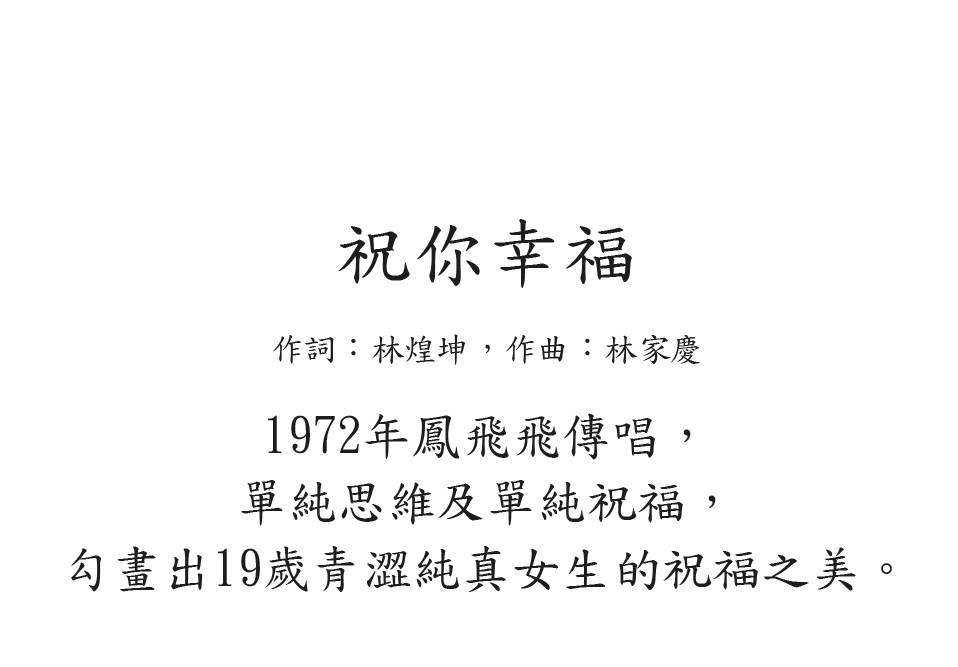 祝你幸福
作詞：林煌坤，作曲：林家慶
1972年鳳飛飛傳唱，
單純思維及單純祝福，
勾畫出19歲青澀純真女生的祝福之美。